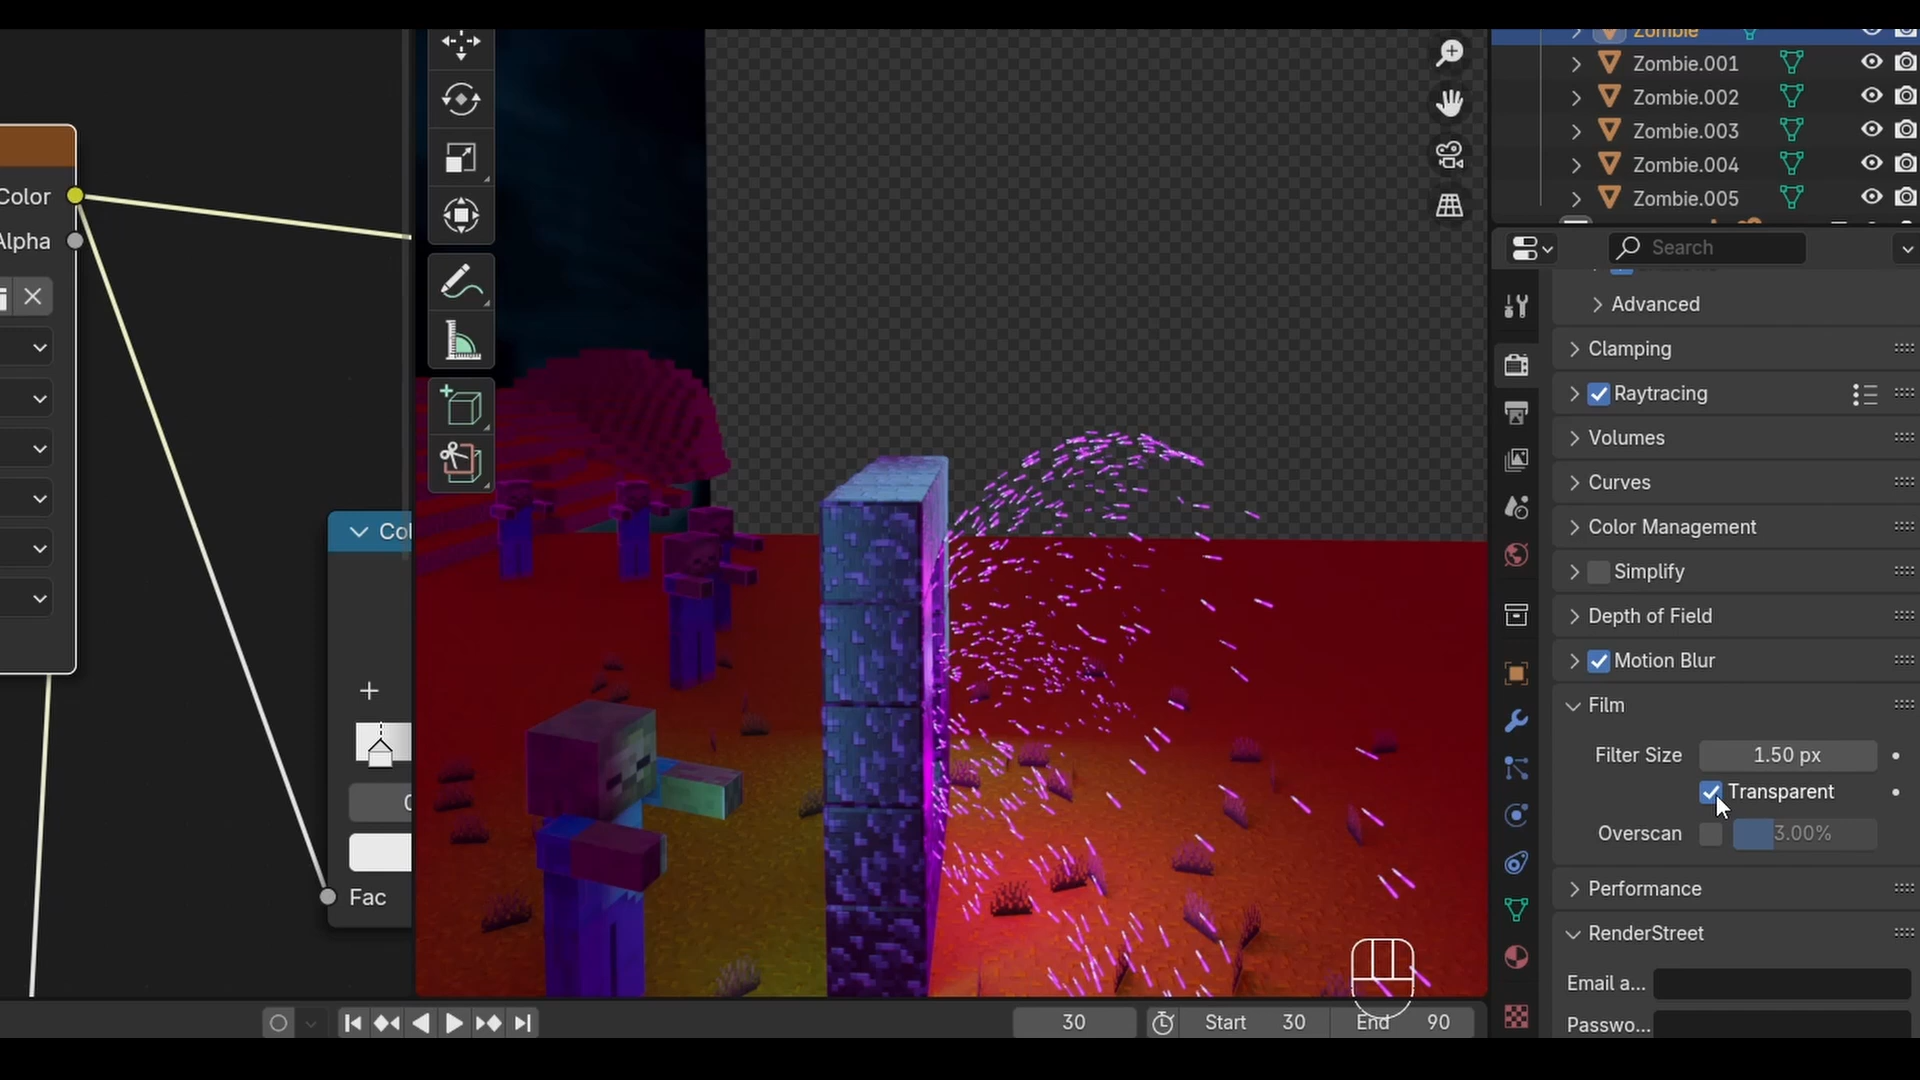 Color
Alpha
Col
0
Fac
Zombie
Zombie.001
Zombie.002
Zombie.003
Zombie.004
Zombie.005
Search
Advanced
Clamping
Raytracing
Volumes
Curves
Color Management
Simplify
Depth of Field
Motion Blur
Film
Filter Size 1.50 px
Transparent
Overscan 3.00%
Performance
RenderStreet
Email a...
Passwo...
30 Start 30 End 90